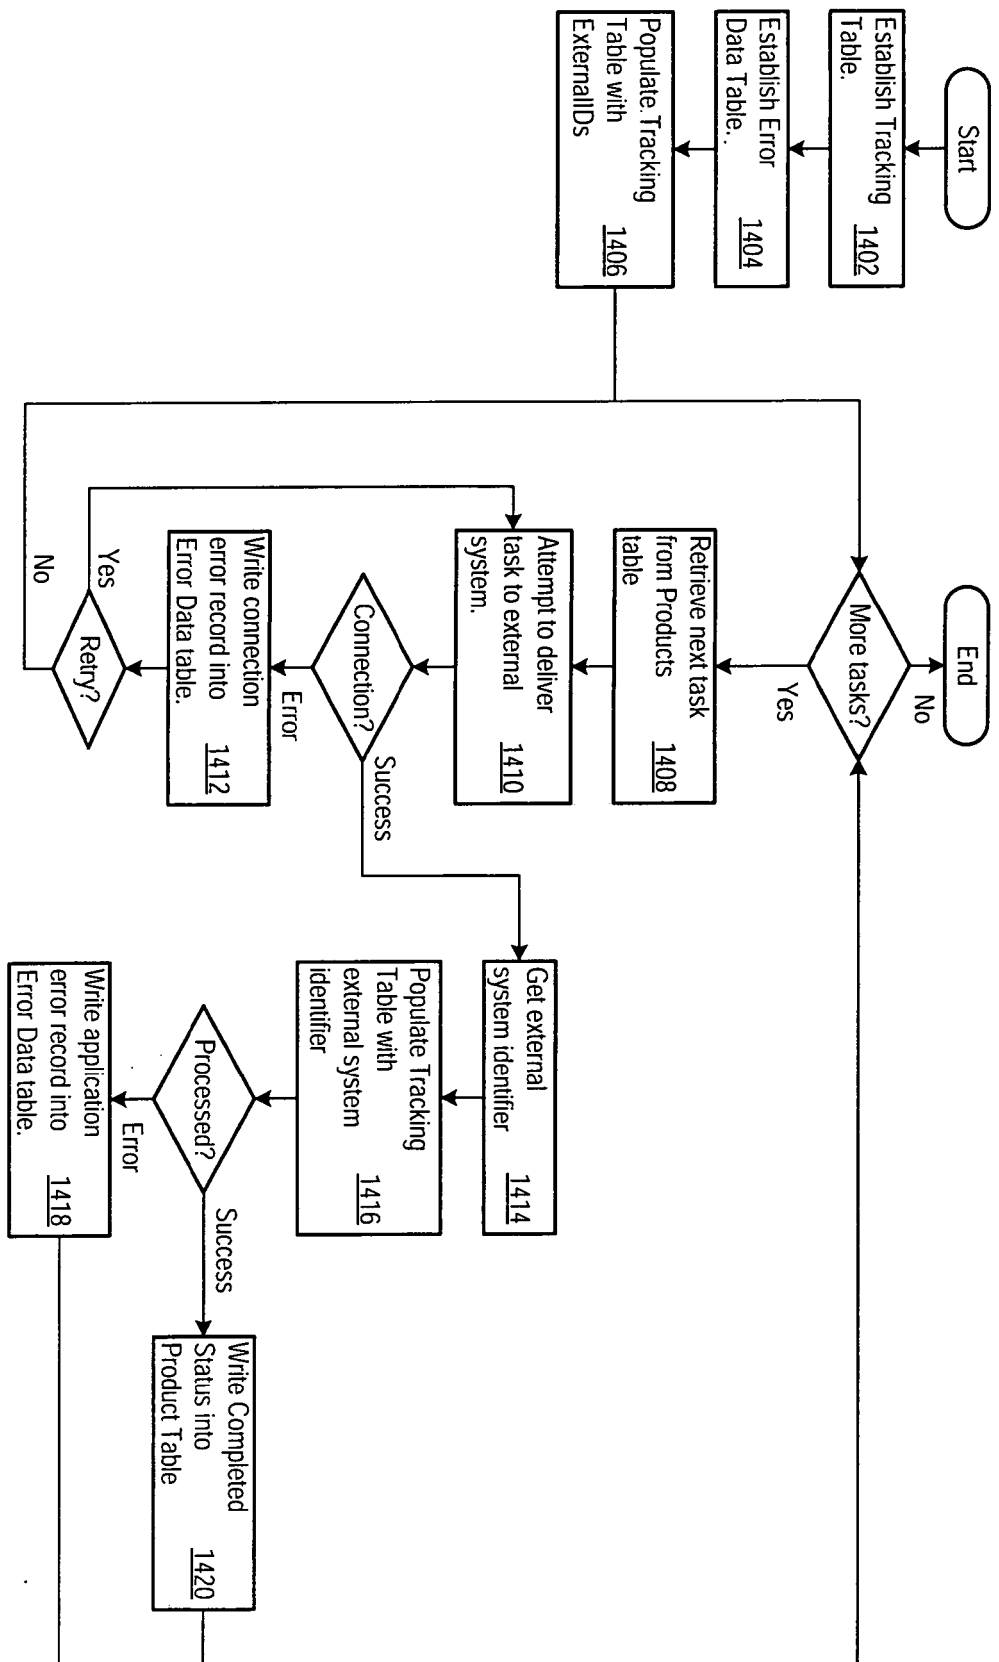 Start
Establish Tracking
Table.
1402
Establish Error
Data Table..
1404
Populate.Tracking
Table with
ExternalIDs
1406
End
No
More tasks?
Yes
Retrieve next task
from Products
table
1408
Attempt to deliver
task to external
system.
1410
Connection?
Success
Error
Write connection
error record into
Error Data table.
1412
Yes
Retry?
No
Get external
system identifier
1414
Populate Tracking
Table with
external system
identifier
1416
Processed?
Success
Error
Write application
error record into
Error Data table.
1418
Write Completed
Status into
Product Table
1420